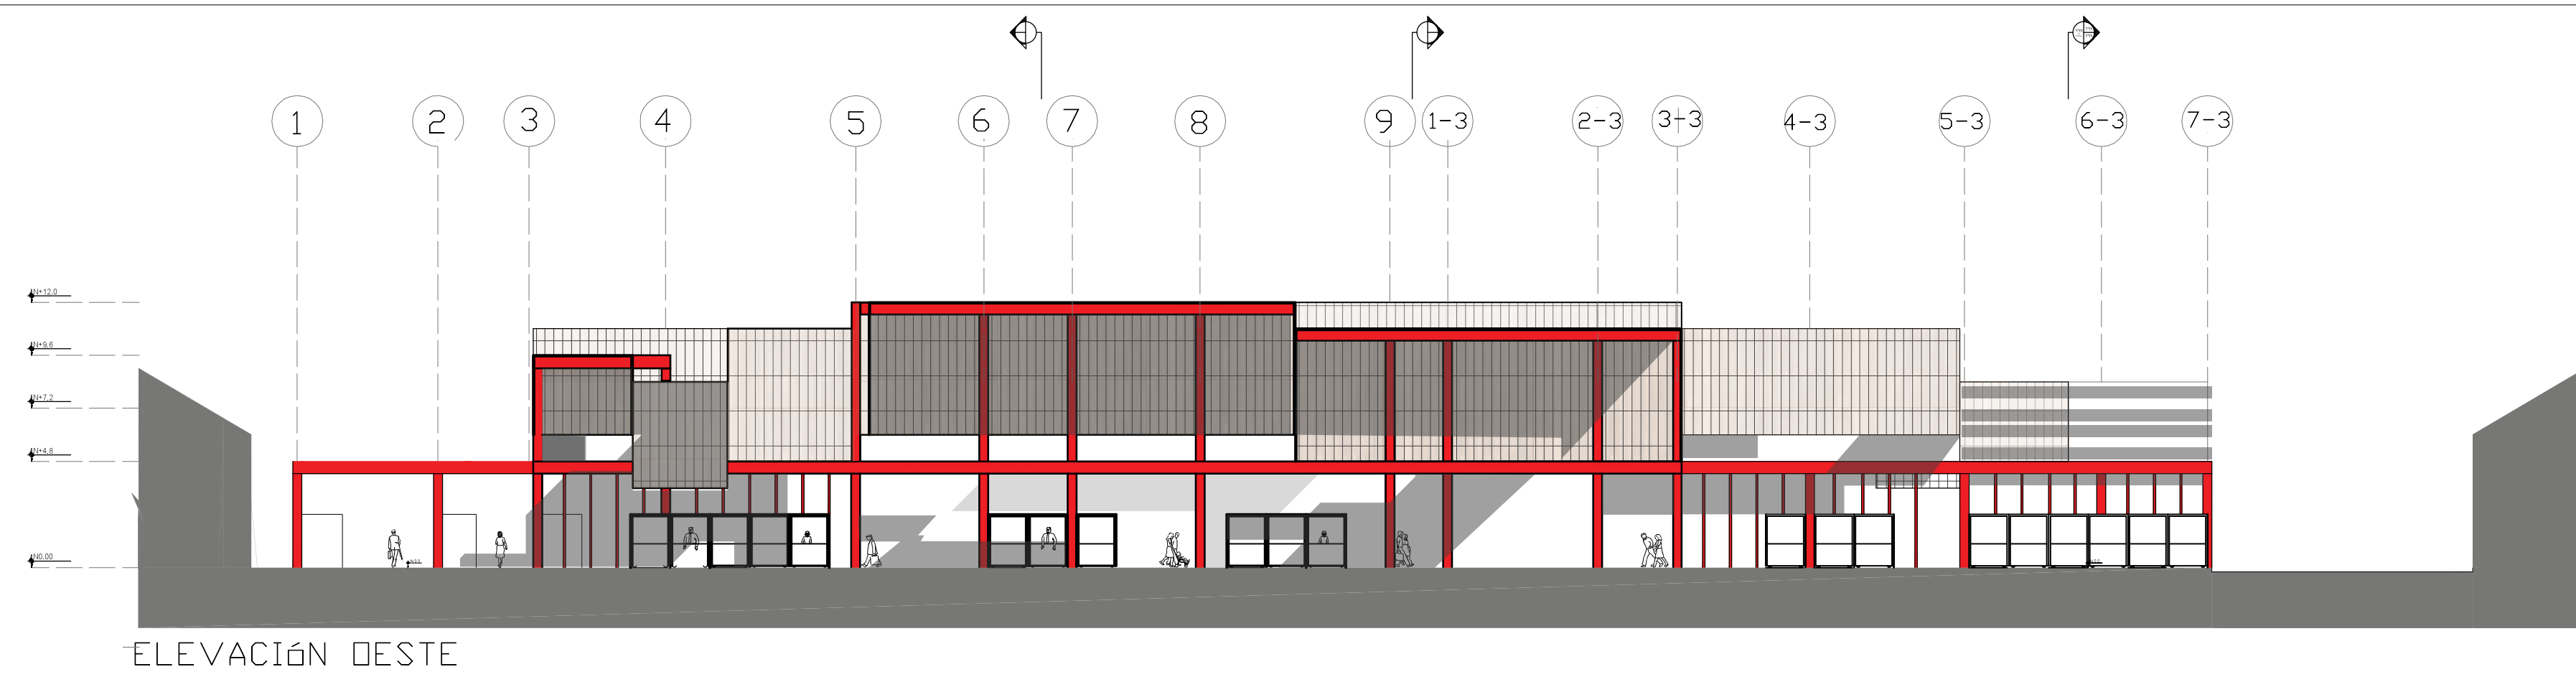 1 2 3 4 5 6 7 8 9 1-3 2-3 3-3 4-3 5-3 6-3 7-3
N+12.0
N+9.6
N+7.2
N+4.8
N0.00
ELEVACIóN OESTE